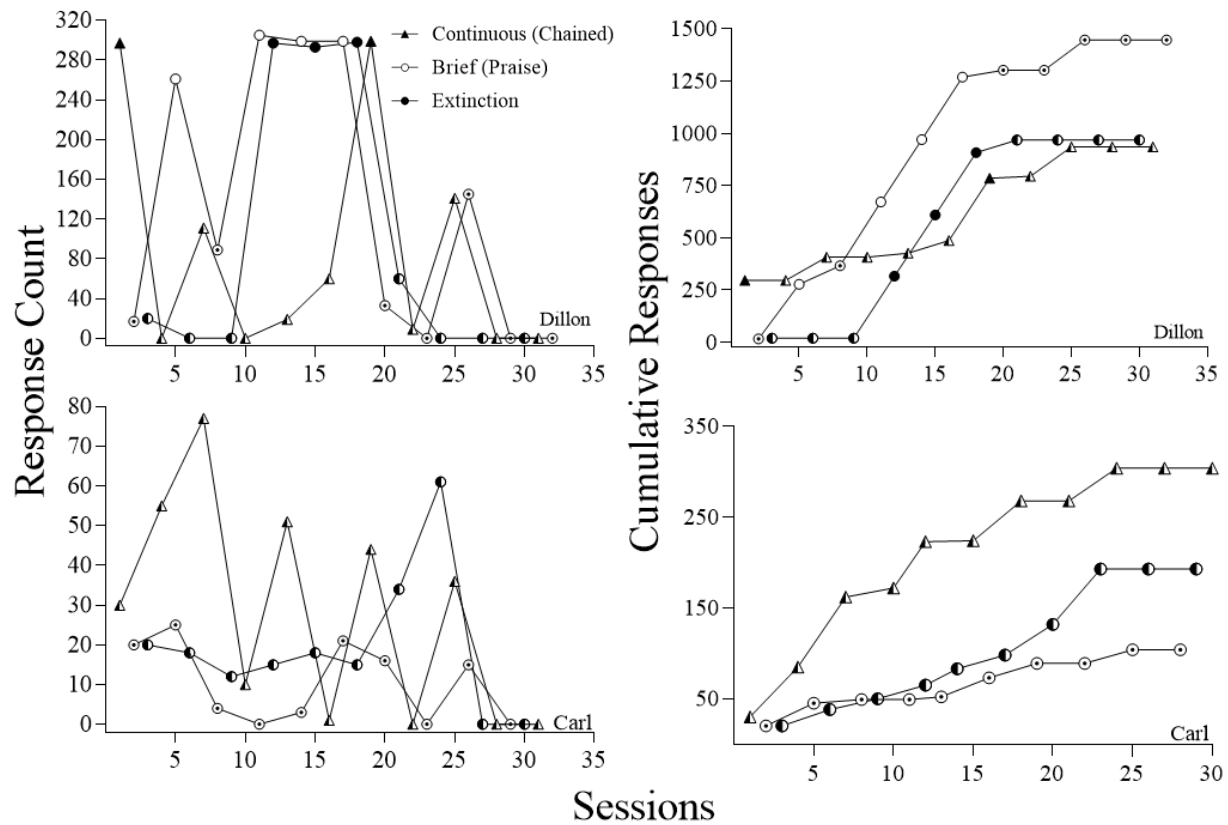 Response Count
320
280
240
200
160
120
80
40
0
Continuous (Chained)
Brief (Praise)
Extinction
Dillon
5 10 15 20 25 30 35
80
70
60
50
40
30
20
10
0
Carl
5 10 15 20 25 30 35
Cumulative Responses
1500
1250
1000
750
500
250
0
Dillon
5 10 15 20 25 30 35
350
250
150
50
Carl
5 10 15 20 25 30
Sessions